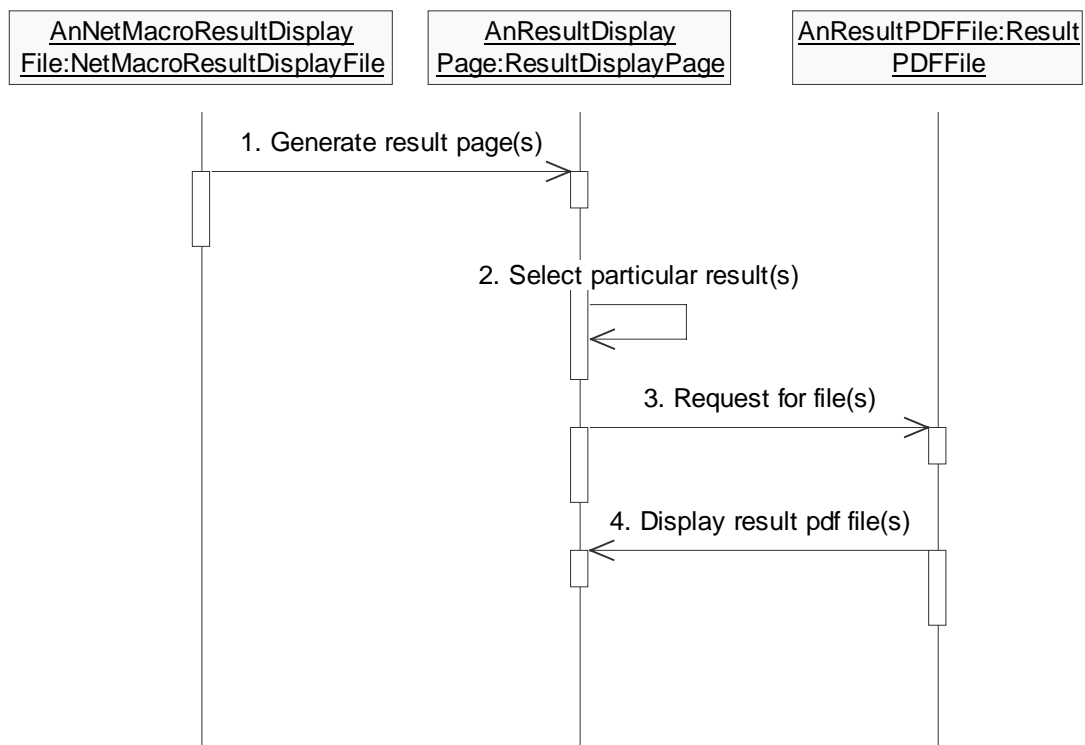 AnNetMacroResultDisplay
File:NetMacroResultDisplayFile
AnResultDisplay
Page:ResultDisplayPage
AnResultPDFFile:Result
PDFFile
1. Generate result page(s)
2. Select particular result(s)
3. Request for file(s)
4. Display result pdf file(s)